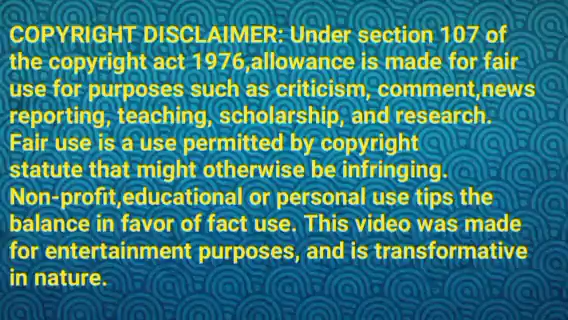 COPYRIGHT DISCLAIMER: Under section 107 of
the copyright act 1976,allowance is made for fair
use for purposes such as criticism, comment,news
reporting, teaching, scholarship, and research.
Fair use is a use permitted by copyright
statute that might otherwise be infringing.
Non-profit,educational or personal use tips the
balance in favor of fact use. This video was made
for entertainment purposes, and is transformative
in nature.